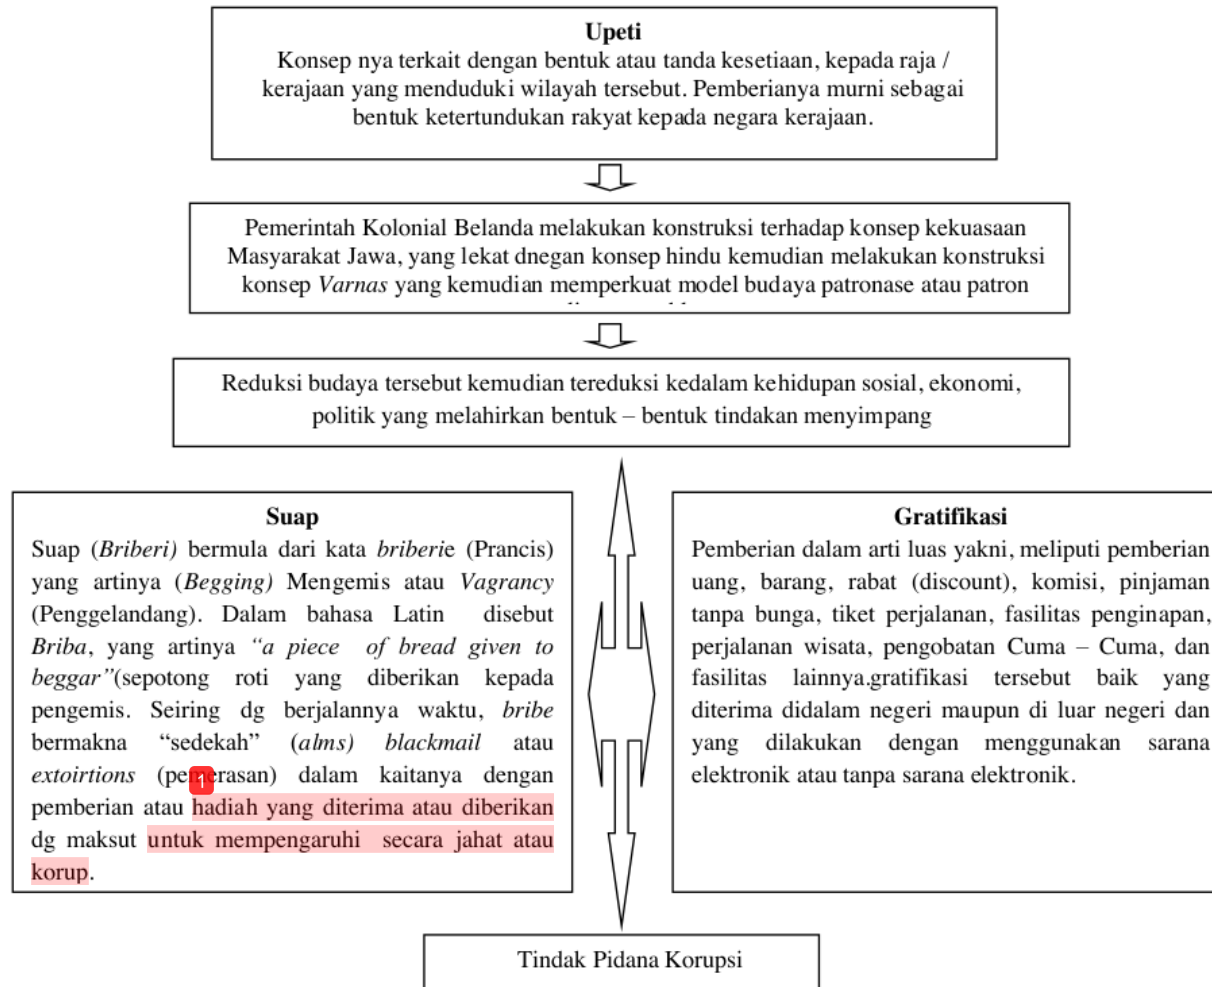 Upeti
Konsep nya terkait dengan bentuk atau tanda kesetiaan, kepada raja /
kerajaan yang menduduki wilayah tersebut. Pemberianya murni sebagai
bentuk ketertundukan rakyat kepada negara kerajaan.
Pemerintah Kolonial Belanda melakukan konstruksi terhadap konsep kekuasaan
Masyarakat Jawa, yang lekat dnegan konsep hindu kemudian melakukan konstruksi
konsep Varnas yang kemudian memperkuat model budaya patronase atau patron
Reduksi budaya tersebut kemudian tereduksi kedalam kehidupan sosial, ekonomi,
politik yang melahirkan bentuk – bentuk tindakan menyimpang
Suap
Suap (Briberi) bermula dari kata briberie (Prancis)
yang artinya (Begging) Mengemis atau Vagrancy
(Penggelandang). Dalam bahasa Latin disebut
Briba, yang artinya “a piece of bread given to
beggar”(sepotong roti yang diberikan kepada
pengemis. Seiring dg berjalannya waktu, bribe
bermakna “sedekah” (alms) blackmail atau
extoirtions (pemerasan) dalam kaitanya dengan
1
pemberian atau hadiah yang diterima atau diberikan
dg maksut untuk mempengaruhi secara jahat atau
korup.
Gratifikasi
Pemberian dalam arti luas yakni, meliputi pemberian
uang, barang, rabat (discount), komisi, pinjaman
tanpa bunga, tiket perjalanan, fasilitas penginapan,
perjalanan wisata, pengobatan Cuma – Cuma, dan
fasilitas lainnya.gratifikasi tersebut baik yang
diterima didalam negeri maupun di luar negeri dan
yang dilakukan dengan menggunakan sarana
elektronik atau tanpa sarana elektronik.
Tindak Pidana Korupsi